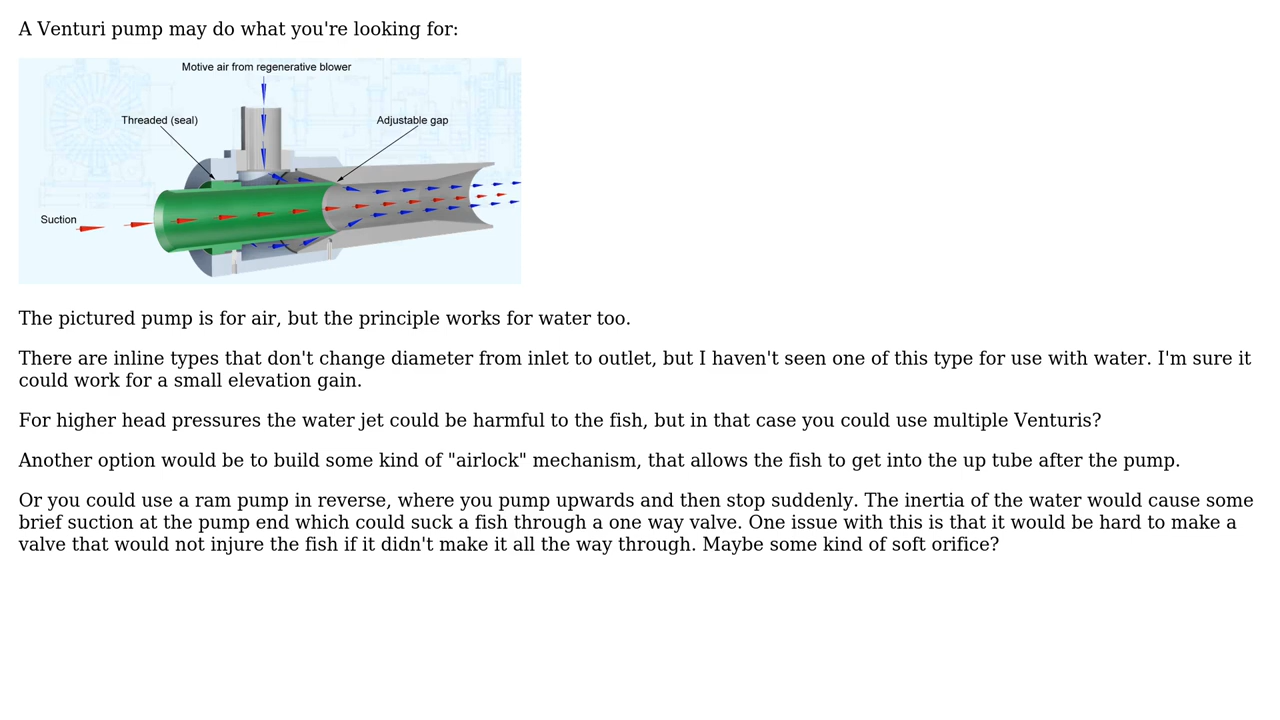 A Venturi pump may do what you're looking for:
Motive air from regenerative blower
Threaded (seal)
Adjustable gap
Suction
The pictured pump is for air, but the principle works for water too.
There are inline types that don't change diameter from inlet to outlet, but I haven't seen one of this type for use with water. I'm sure it
could work for a small elevation gain.
For higher head pressures the water jet could be harmful to the fish, but in that case you could use multiple Venturis?
Another option would be to build some kind of "airlock" mechanism, that allows the fish to get into the up tube after the pump.
Or you could use a ram pump in reverse, where you pump upwards and then stop suddenly. The inertia of the water would cause some
brief suction at the pump end which could suck a fish through a one way valve. One issue with this is that it would be hard to make a
valve that would not injure the fish if it didn't make it all the way through. Maybe some kind of soft orifice?